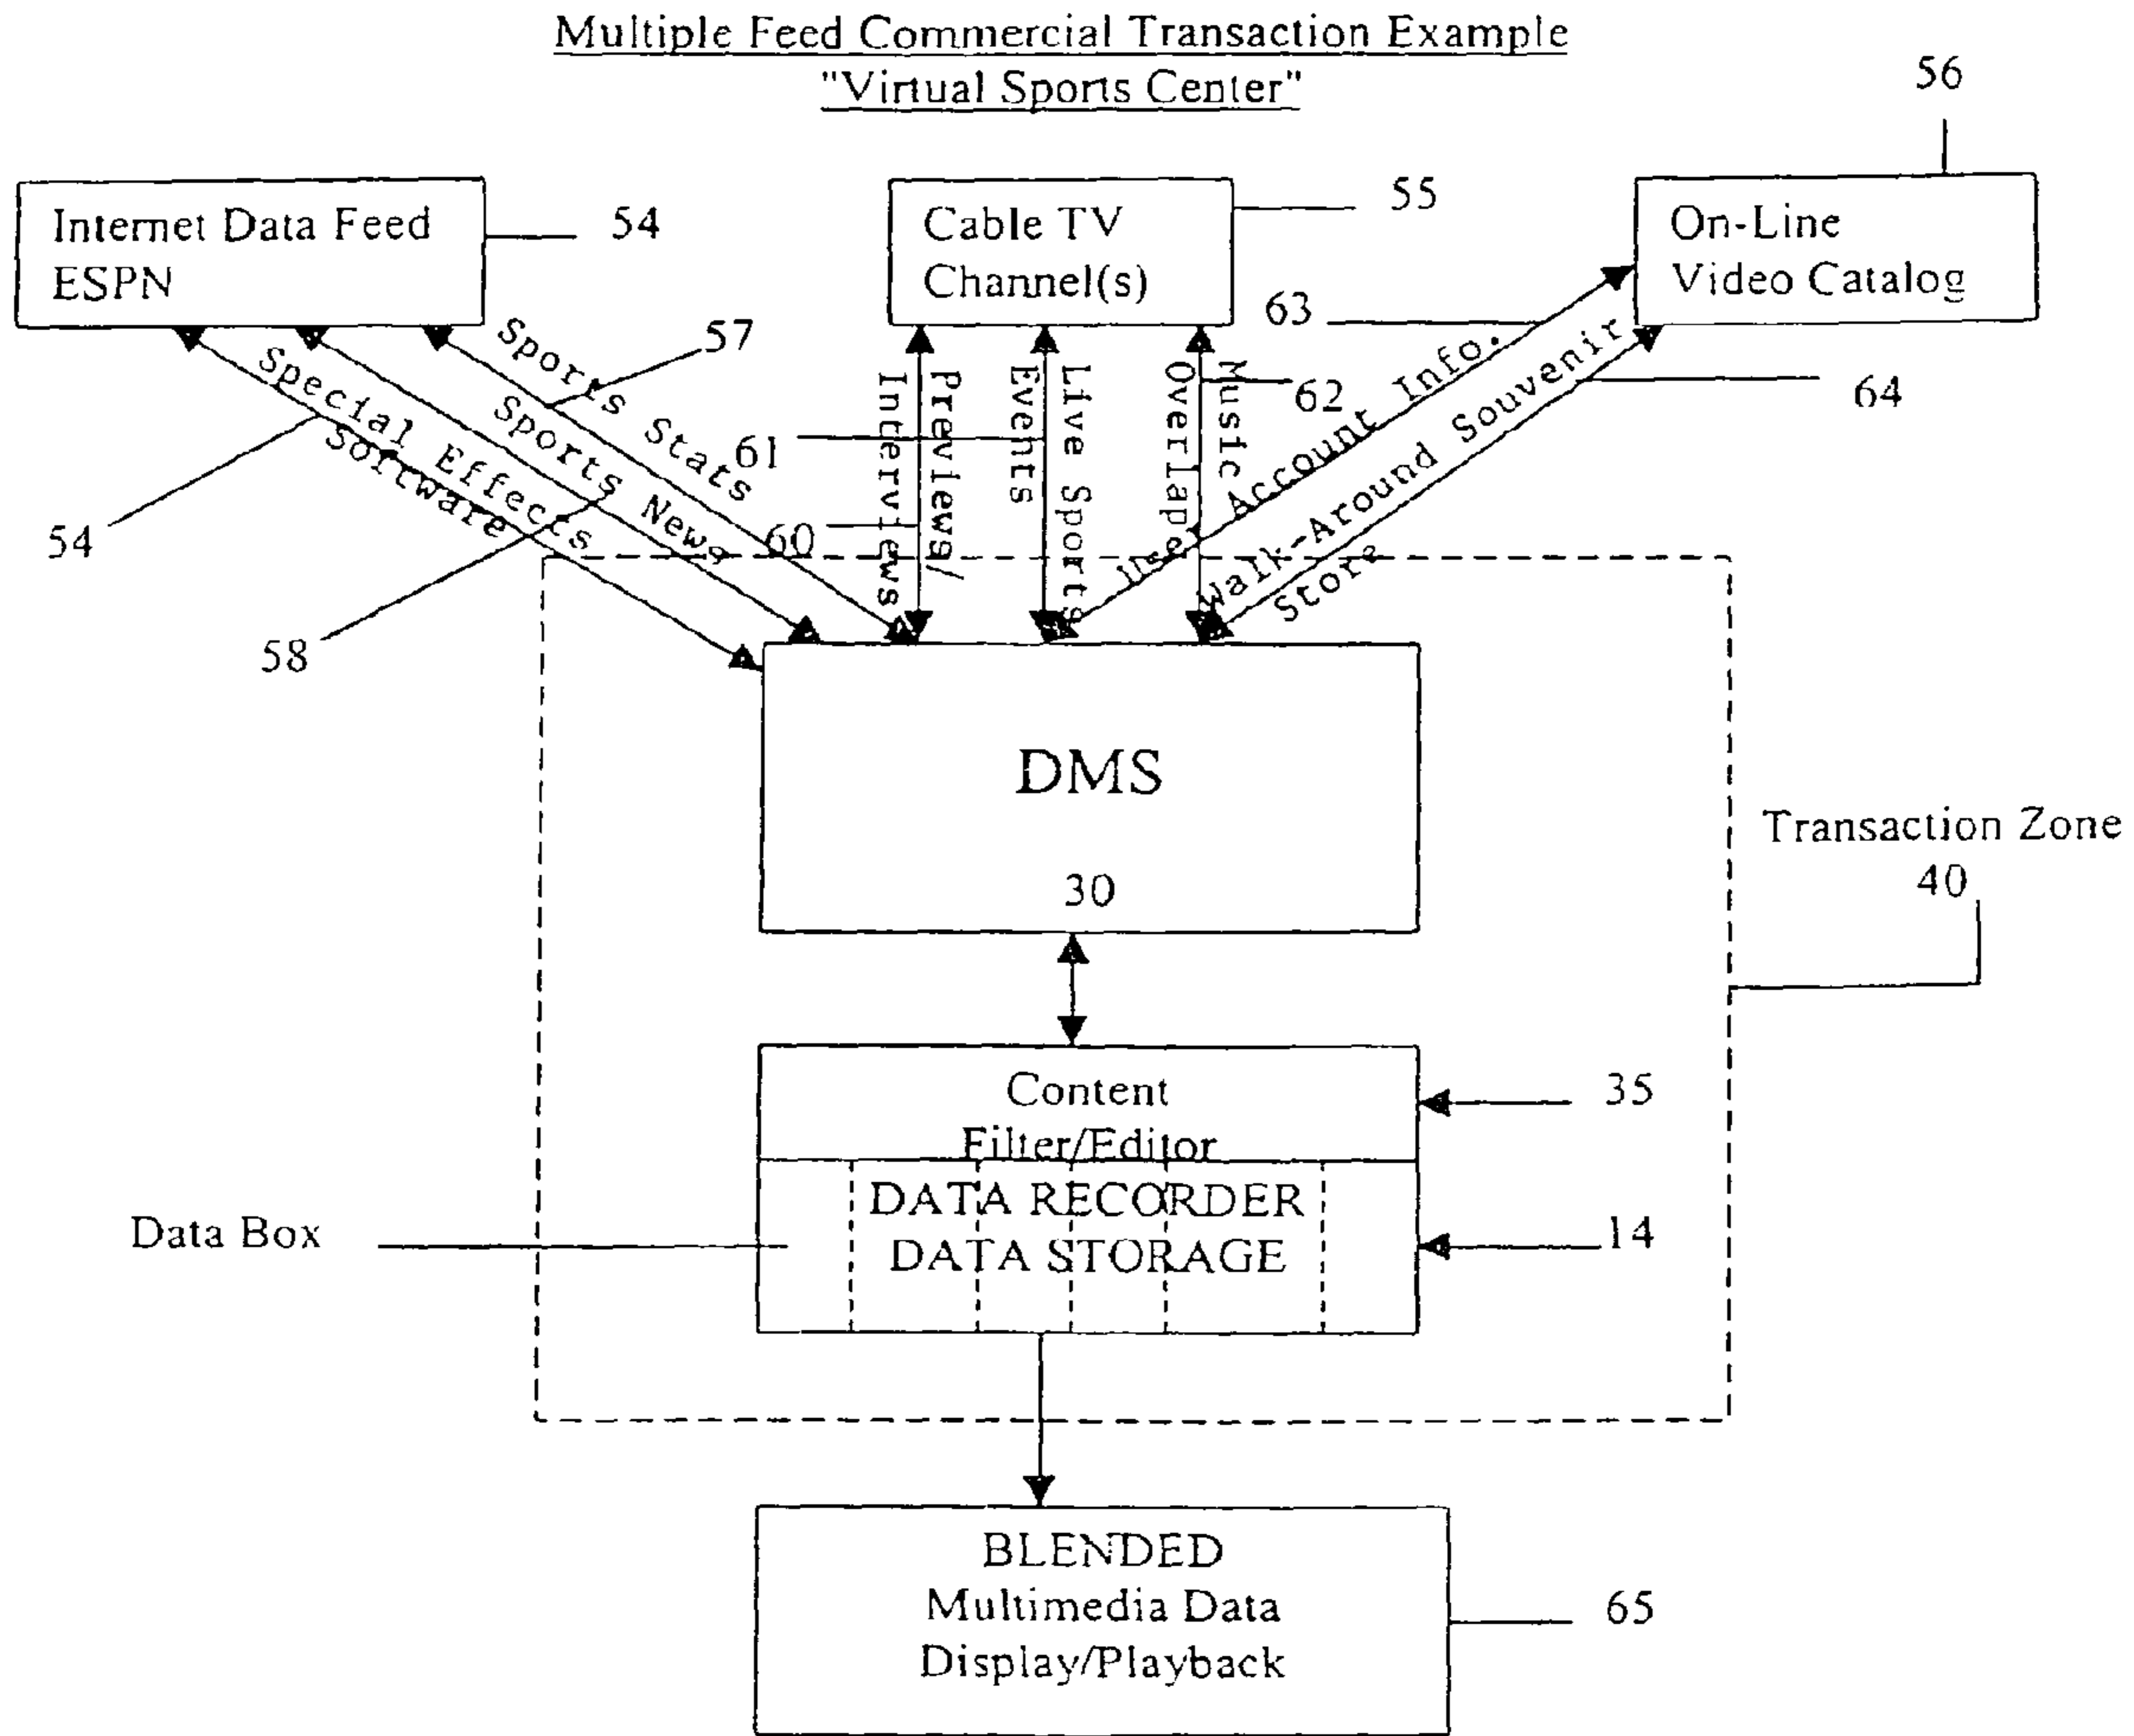 Multiple Feed Commercial Transaction Example
"Virtual Sports Center"
56
Internet Data Feed
ESPN
54
Cable TV
Channel(s)
55
On-Line
Video Catalog
63
57
62
64
61
60
54
58
Sports Stats
Sports News
Special Effects
Software
Previews/
Interviews
Live Sports
Events
Music
Overlap
User Account Info.
Walk-Around Souvenir
Store
DMS
30
Transaction Zone
40
Content
Filter/Editor
35
DATA RECORDER
DATA STORAGE
14
Data Box
BLENDED
Multimedia Data
Display/Playback
65